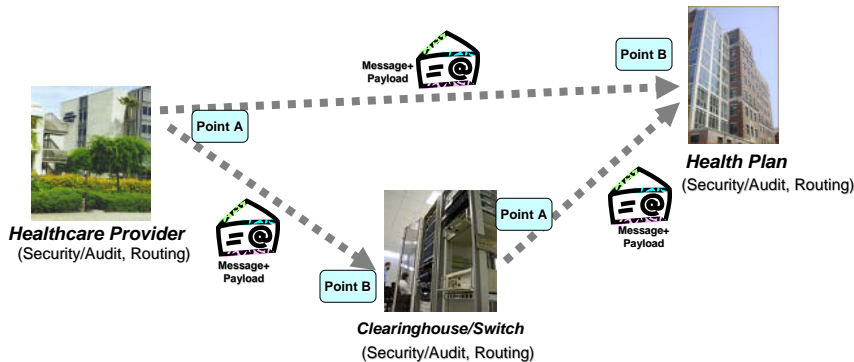 Message+
Payload
Point B
Point A
Health Plan
(Security/Audit, Routing)
Point A
Healthcare Provider
(Security/Audit, Routing)
Message+
Payload
Message+
Payload
Point B
Clearinghouse/Switch
(Security/Audit, Routing)